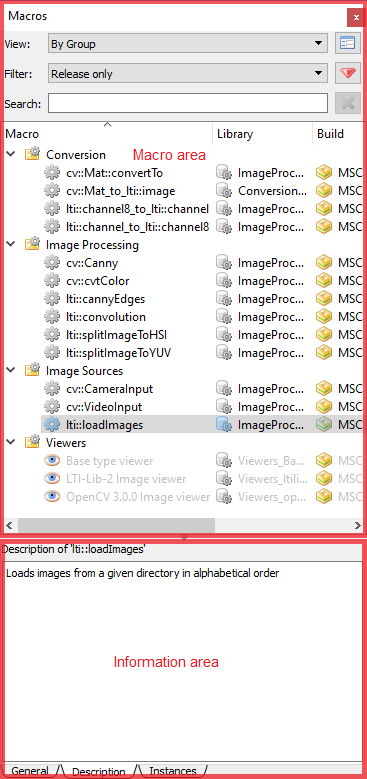 Macros
View: By Group
Filter: Release only
Search:
Macro Library Build
Macro area
Conversion
cv::Mat:convertTo ImageProc... MSC
cv::Mat_to_lti::image Conversion... MSC
lti::channel8_to_lti::channel ImageProc... MSC
lti::channel_to_lti::channel8 ImageProc... MSC
Image Processing
cv::Canny ImageProc... MSC
cv::cvtColor ImageProc... MSC
lti::cannyEdges ImageProc... MSC
lti::convolution ImageProc... MSC
lti::splitImageToHSI ImageProc... MSC
lti::splitImageToYUV ImageProc... MSC
Image Sources
cv::CameraInput ImageProc... MSC
cv::VideoInput ImageProc... MSC
lti::loadImages ImageProc... MSC
Viewers
Base type viewer Viewers_Ba... MSC
LTI-Lib-2 Image viewer Viewers_ltili... MSC
OpenCV 3.0.0 Image viewer Viewers_op... MSC
Description of 'lti::loadImages'
Loads images from a given directory in alphabetical order
Information area
General Description Instances